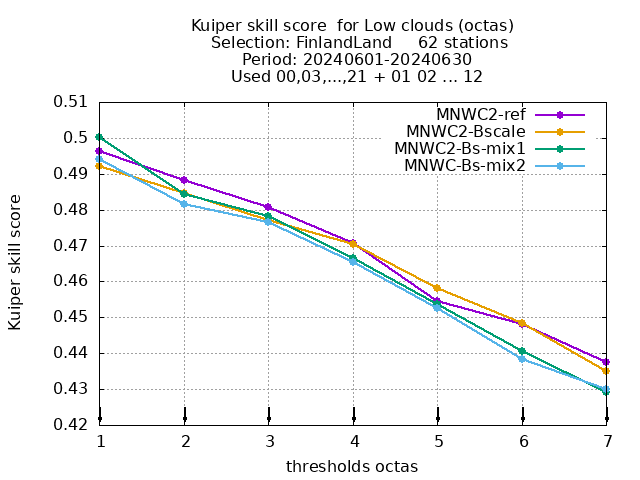 Kuiper skill score  for Low clouds (octas)
Selection: FinlandLand     62 stations
Period: 20240601-20240630
Used 00,03,...,21 + 01 02 ... 12
MNWC2-ref
MNWC2-Bscale
MNWC2-Bs-mix1
MNWC-Bs-mix2
Kuiper skill score
0.51
0.5
0.49
0.48
0.47
0.46
0.45
0.44
0.43
0.42
1 2 3 4 5 6 7
thresholds octas